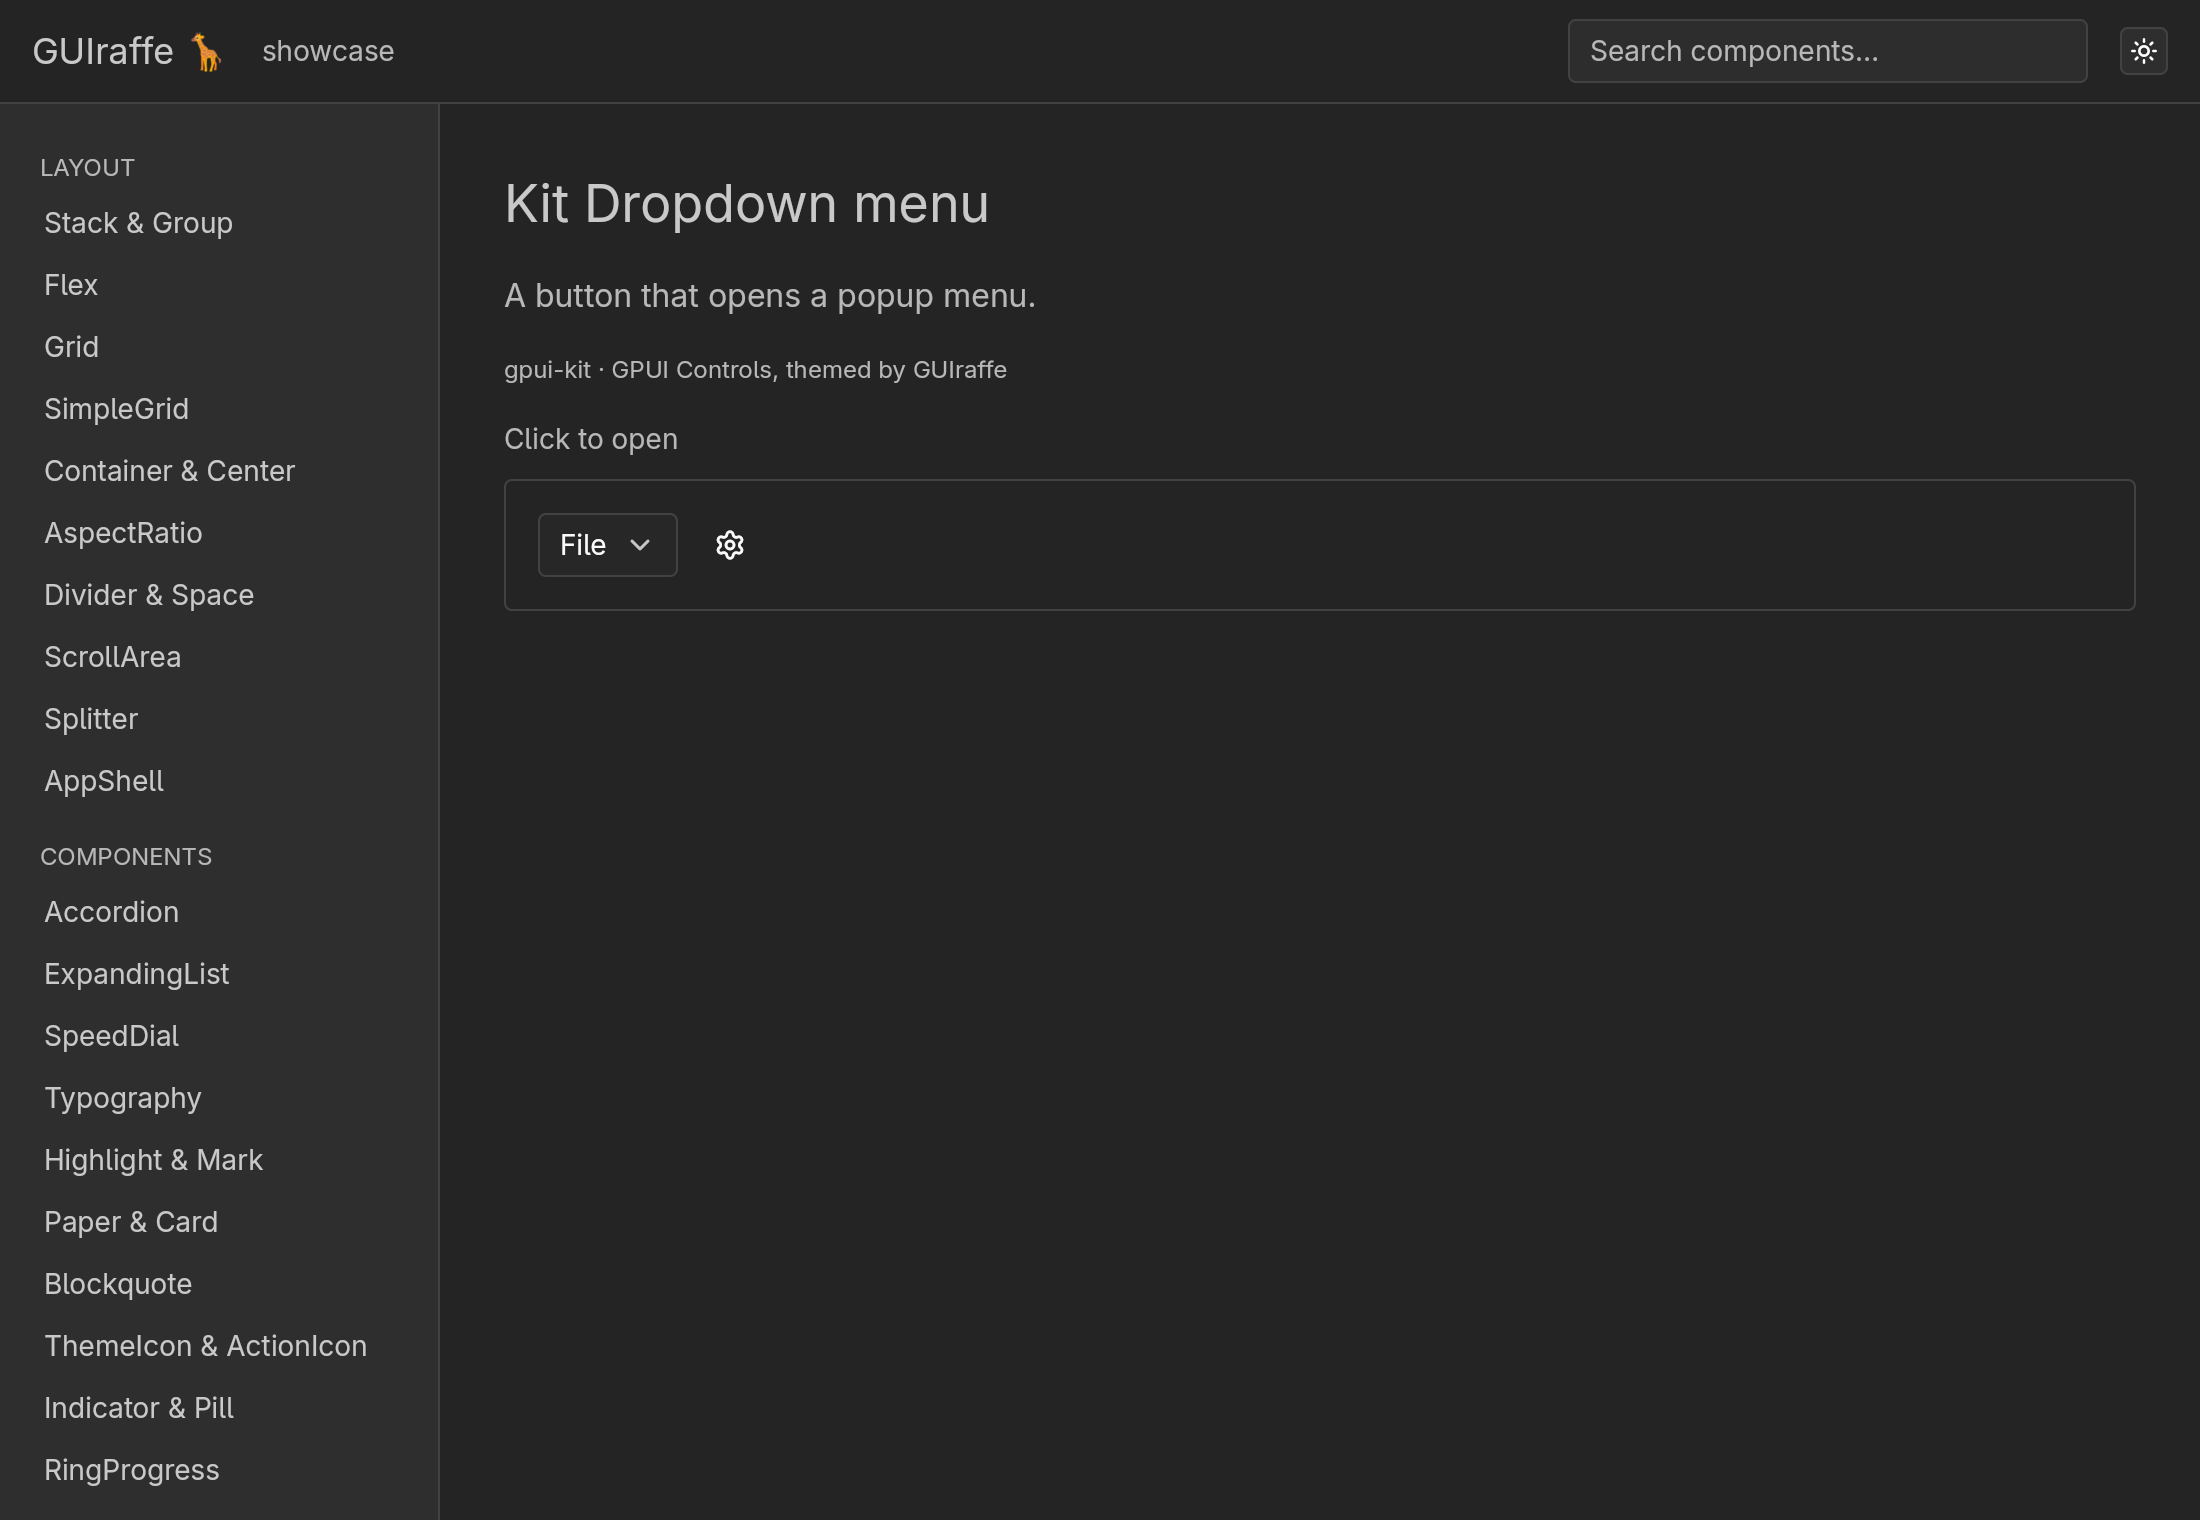 GUIraffe 🦒 showcase
Search components...
LAYOUT
Stack & Group
Flex
Grid
SimpleGrid
Container & Center
AspectRatio
Divider & Space
ScrollArea
Splitter
AppShell
COMPONENTS
Accordion
ExpandingList
SpeedDial
Typography
Highlight & Mark
Paper & Card
Blockquote
ThemeIcon & ActionIcon
Indicator & Pill
RingProgress
Kit Dropdown menu
A button that opens a popup menu.
gpui-kit · GPUI Controls, themed by GUIraffe
Click to open
File